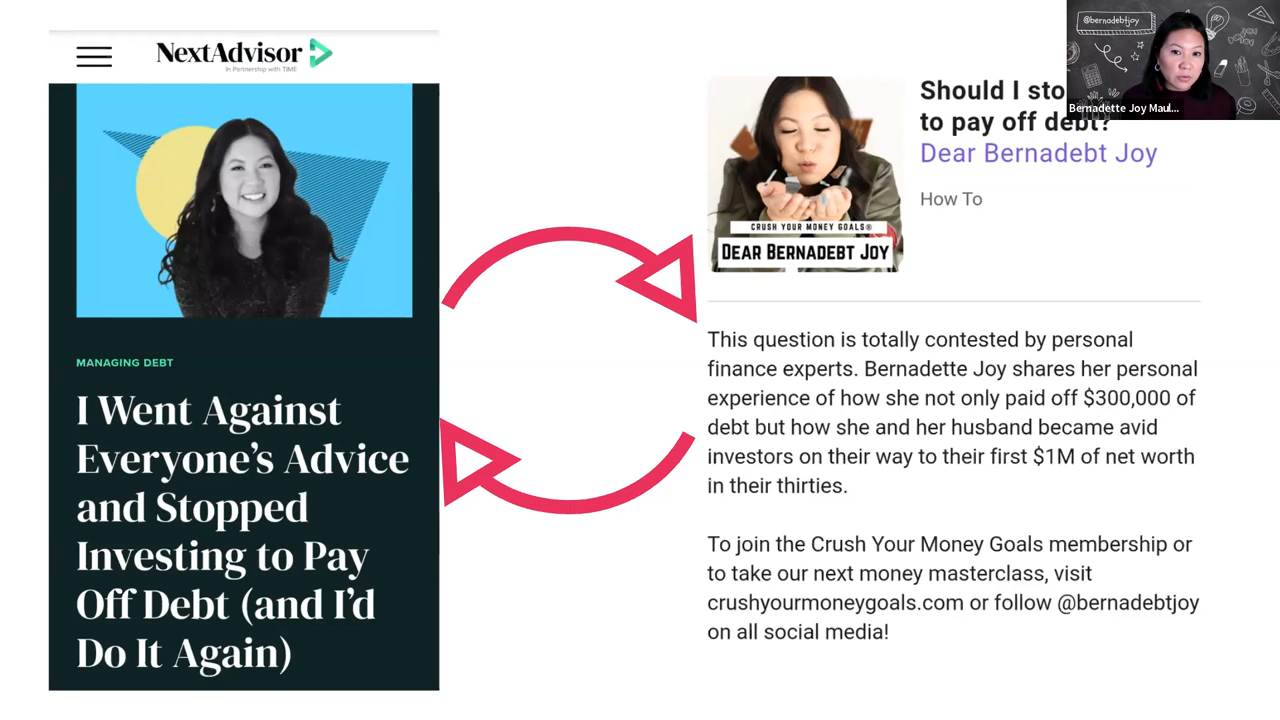 NextAdvisor
In Partnership with TIME
MANAGING DEBT
I Went Against
Everyone’s Advice
and Stopped
Investing to Pay
Off Debt (and I’d
Do It Again)
CRUSH YOUR MONEY GOALS®
DEAR BERNADEBT JOY
Should I sto
to pay off debt?
Dear Bernadebt Joy
How To
This question is totally contested by personal
finance experts. Bernadette Joy shares her personal
experience of how she not only paid off $300,000 of
debt but how she and her husband became avid
investors on their way to their first $1M of net worth
in their thirties.
To join the Crush Your Money Goals membership or
to take our next money masterclass, visit
crushyourmoneygoals.com or follow @bernadebtjoy
on all social media!
@bernadebtjoy
Bernadette Joy Maul...